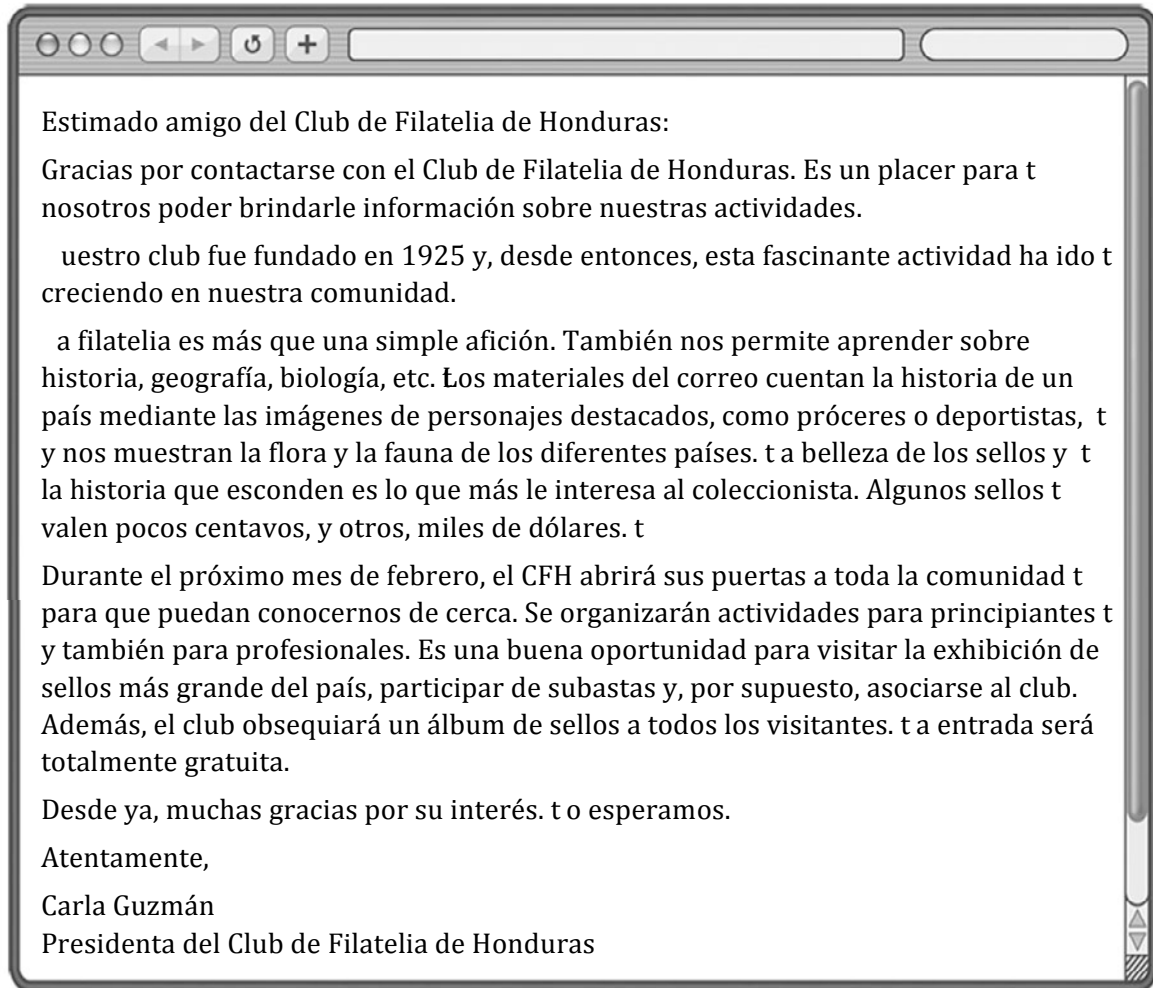 Estimado amigo del Club de Filatelia de Honduras:
Gracias por contactarse con el Club de Filatelia de Honduras. Es un placer para t
nosotros poder brindarle información sobre nuestras actividades.
uestro club fue fundado en 1925 y, desde entonces, esta fascinante actividad ha ido t
creciendo en nuestra comunidad.
a filatelia es más que una simple afición. También nos permite aprender sobre
historia, geografía, biología, etc. Los materiales del correo cuentan la historia de un
país mediante las imágenes de personajes destacados, como próceres o deportistas, t
y nos muestran la flora y la fauna de los diferentes países. t a belleza de los sellos y t
la historia que esconden es lo que más le interesa al coleccionista. Algunos sellos t
valen pocos centavos, y otros, miles de dólares. t
Durante el próximo mes de febrero, el CFH abrirá sus puertas a toda la comunidad t
para que puedan conocernos de cerca. Se organizarán actividades para principiantes t
y también para profesionales. Es una buena oportunidad para visitar la exhibición de
sellos más grande del país, participar de subastas y, por supuesto, asociarse al club.
Además, el club obsequiará un álbum de sellos a todos los visitantes. t a entrada será
totalmente gratuita.
Desde ya, muchas gracias por su interés. t o esperamos.
Atentamente,
Carla Guzmán
Presidenta del Club de Filatelia de Honduras